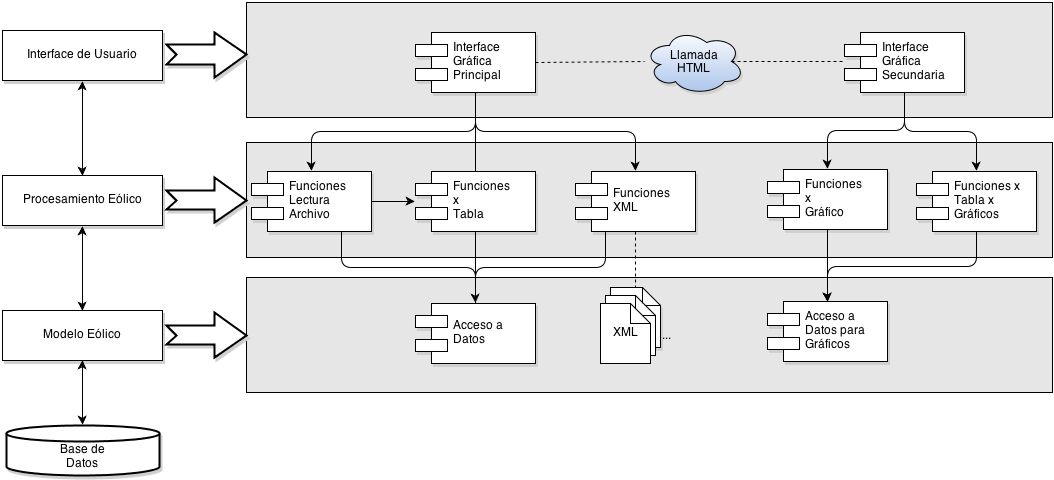 Interface de Usuario
Interface
Gráfica
Principal
Llamada
HTML
Interface
Gráfica
Secundaria
Procesamiento Eólico
Funciones
Lectura
Archivo
Funciones
x
Tabla
Funciones
XML
Funciones
x
Gráfico
Funciones x
Tabla x
Gráficos
Modelo Eólico
Acceso a
Datos
XML
...
Acceso a
Datos para
Gráficos
Base de
Datos